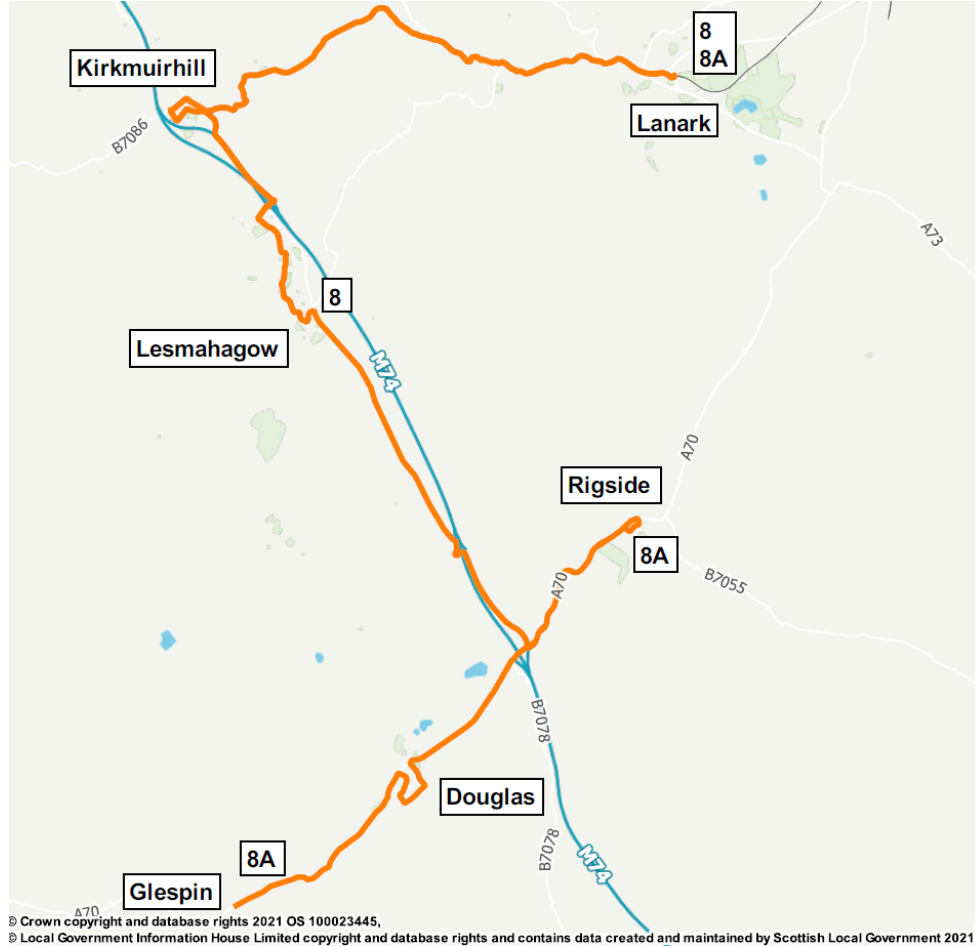 8
8A
Kirkmuirhill
Lanark
B7086
A73
8
Lesmahagow
M74
A70
Rigside
8A
A70
B7055
B7078
Douglas
B7078
8A
M74
Glespin
A70
© Crown copyright and database rights 2021 OS 100023445,
© Local Government Information House Limited copyright and database rights and contains data created and maintained by Scottish Local Government 2021